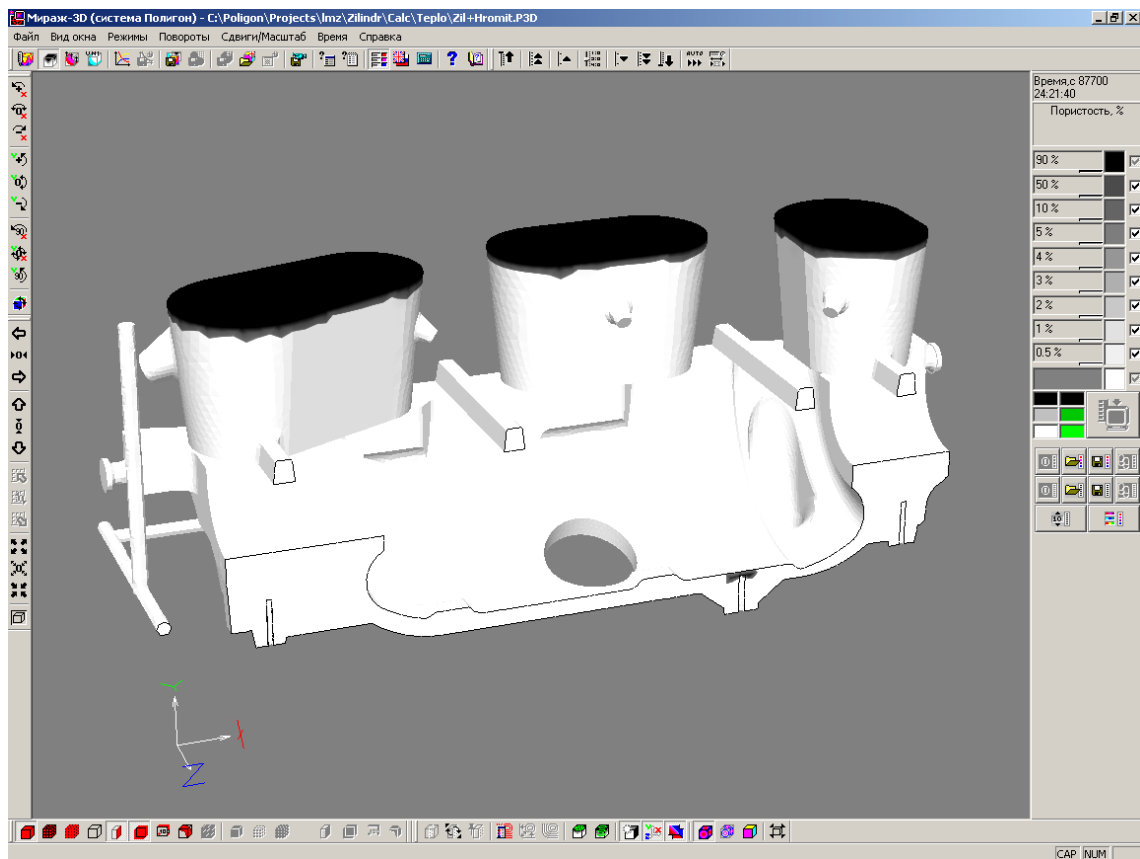 Мираж-3D (система Полигон) - C:\Poligon\Projects\lmz\Zilindr\Calc\Teplo\Zil+Hromit.P3D
Файл Вид окна Режимы Повороты Сдвиги/Масштаб Время Справка
Время,с 87700
24:21:40
Пористость, %
90 %
50 %
10 %
5 %
4 %
3 %
2 %
1 %
0.5 %
Y
X
Z
CAP NUM